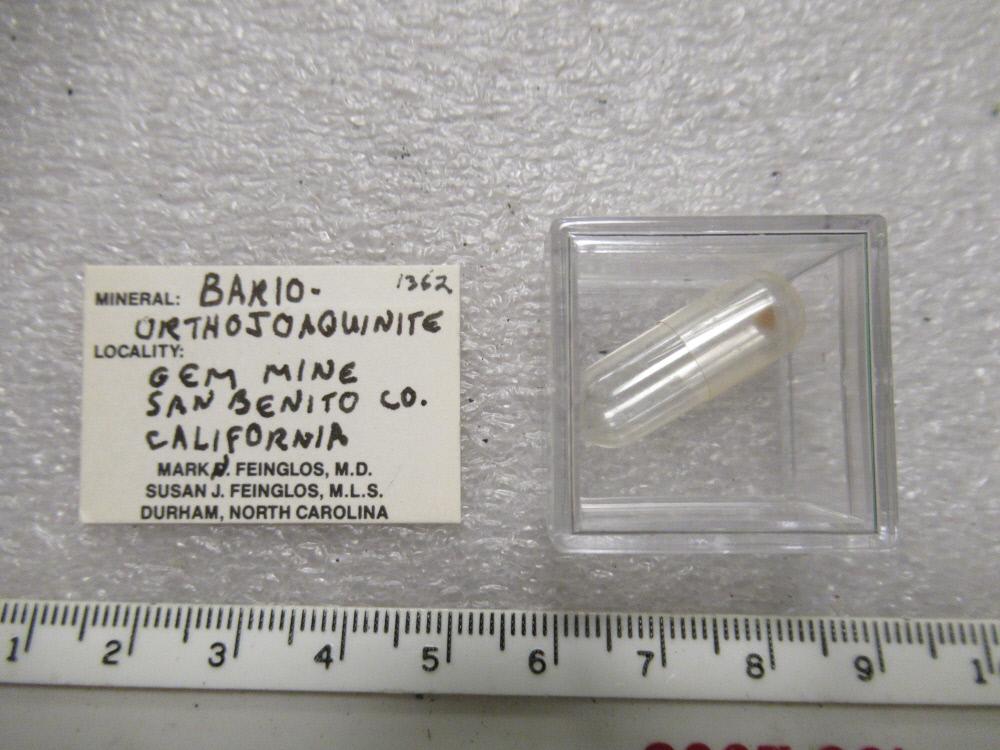 MINERAL: BARIO- 1362
ORTHOJOAQUINITE
LOCALITY:
GEM MINE
SAN BENITO CO.
CALIFORNIA
MARK N. FEINGLOS, M.D.
SUSAN J. FEINGLOS, M.L.S.
DURHAM, NORTH CAROLINA
1 2 3 4 5 6 7 8 9